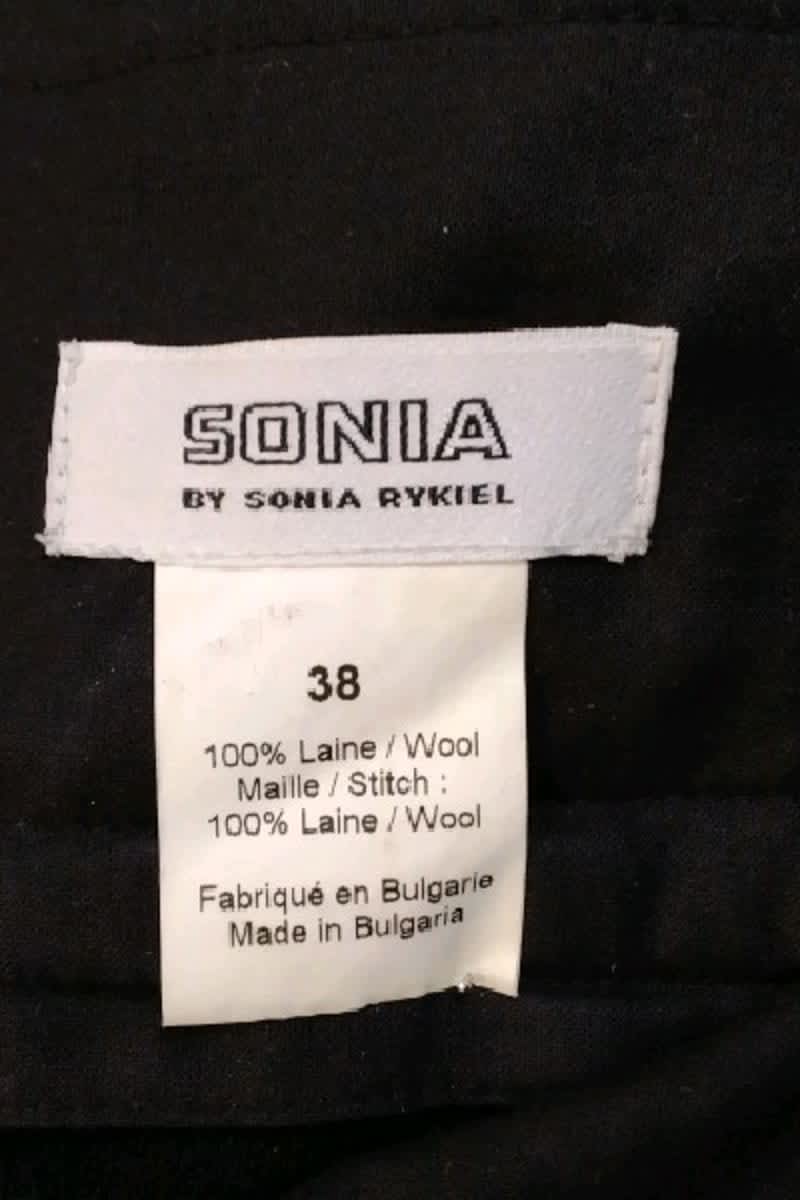 SONIA
BY SONIA RYKIEL
38
100% Laine / Wool
Maille / Stitch :
100% Laine / Wool
Fabriqué en Bulgarie
Made in Bulgaria